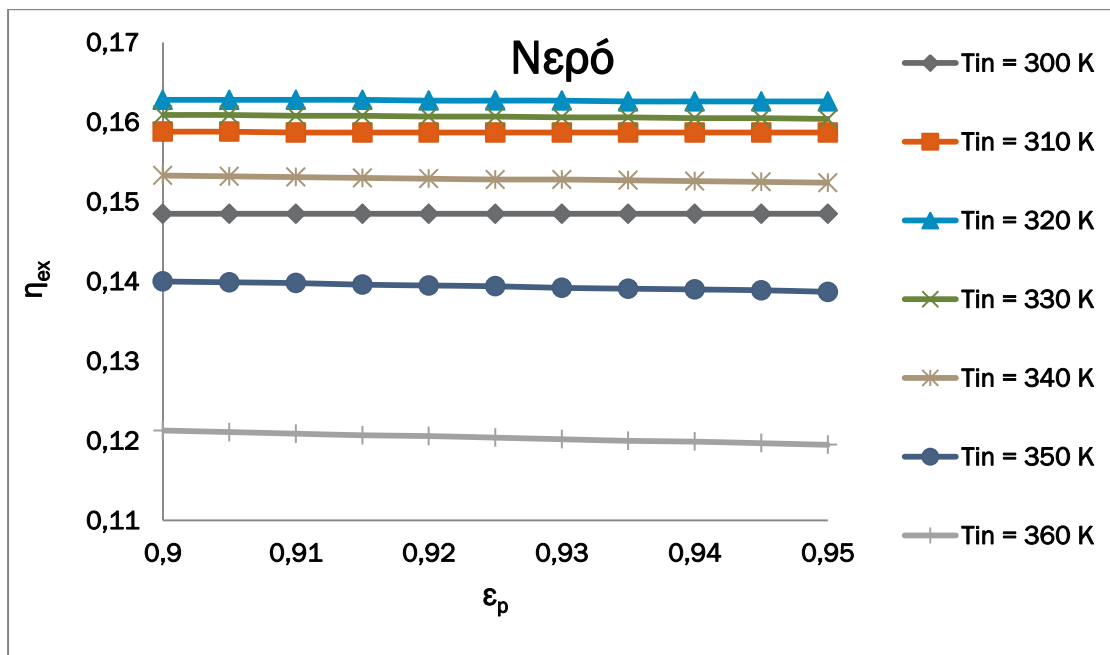 Νερό
0,17
0,16
0,15
0,14
0,13
0,12
0,11
η_ex
0,9 0,91 0,92 0,93 0,94 0,95
ε_p
Tin = 300 K
Tin = 310 K
Tin = 320 K
Tin = 330 K
Tin = 340 K
Tin = 350 K
Tin = 360 K